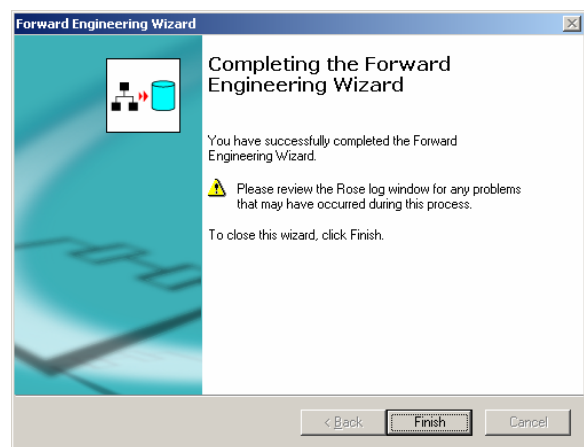 Forward Engineering Wizard
Completing the Forward
Engineering Wizard
You have successfully completed the Forward
Engineering Wizard.
Please review the Rose log window for any problems
that may have occurred during this process.
To close this wizard, click Finish.
< Back
Finish
Cancel